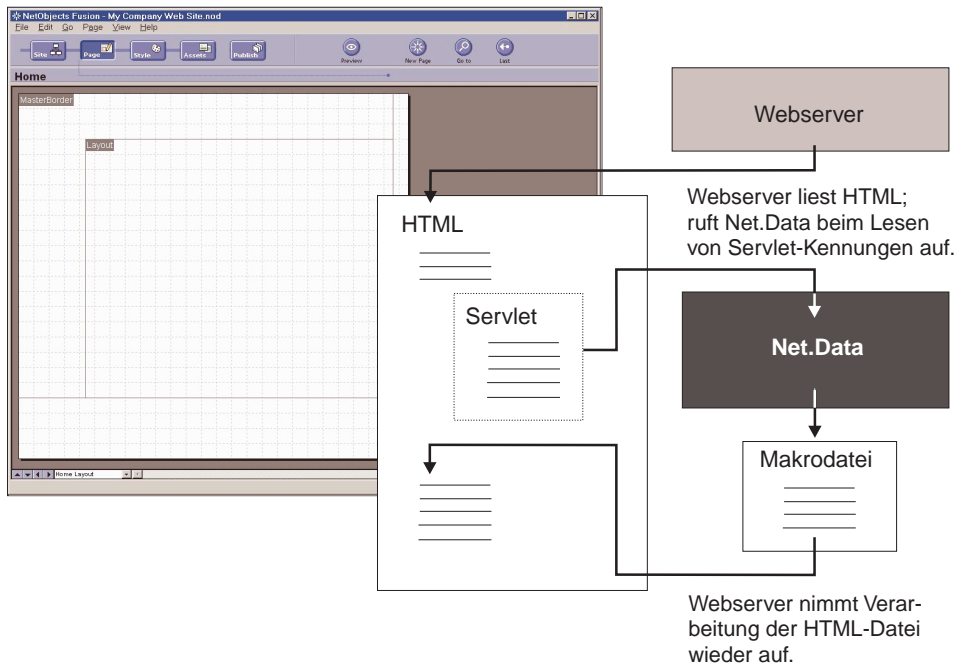 NetObjects Fusion - My Company Web Site.nod
File Edit Go Page View Help
Site Page Style Assets Publish Preview New Page Go to Last
Home
MasterBorder
Layout
Home Layout
Webserver
Webserver liest HTML;
ruft Net.Data beim Lesen
von Servlet-Kennungen auf.
HTML
Servlet
Net.Data
Makrodatei
Webserver nimmt Verar-
beitung der HTML-Datei
wieder auf.